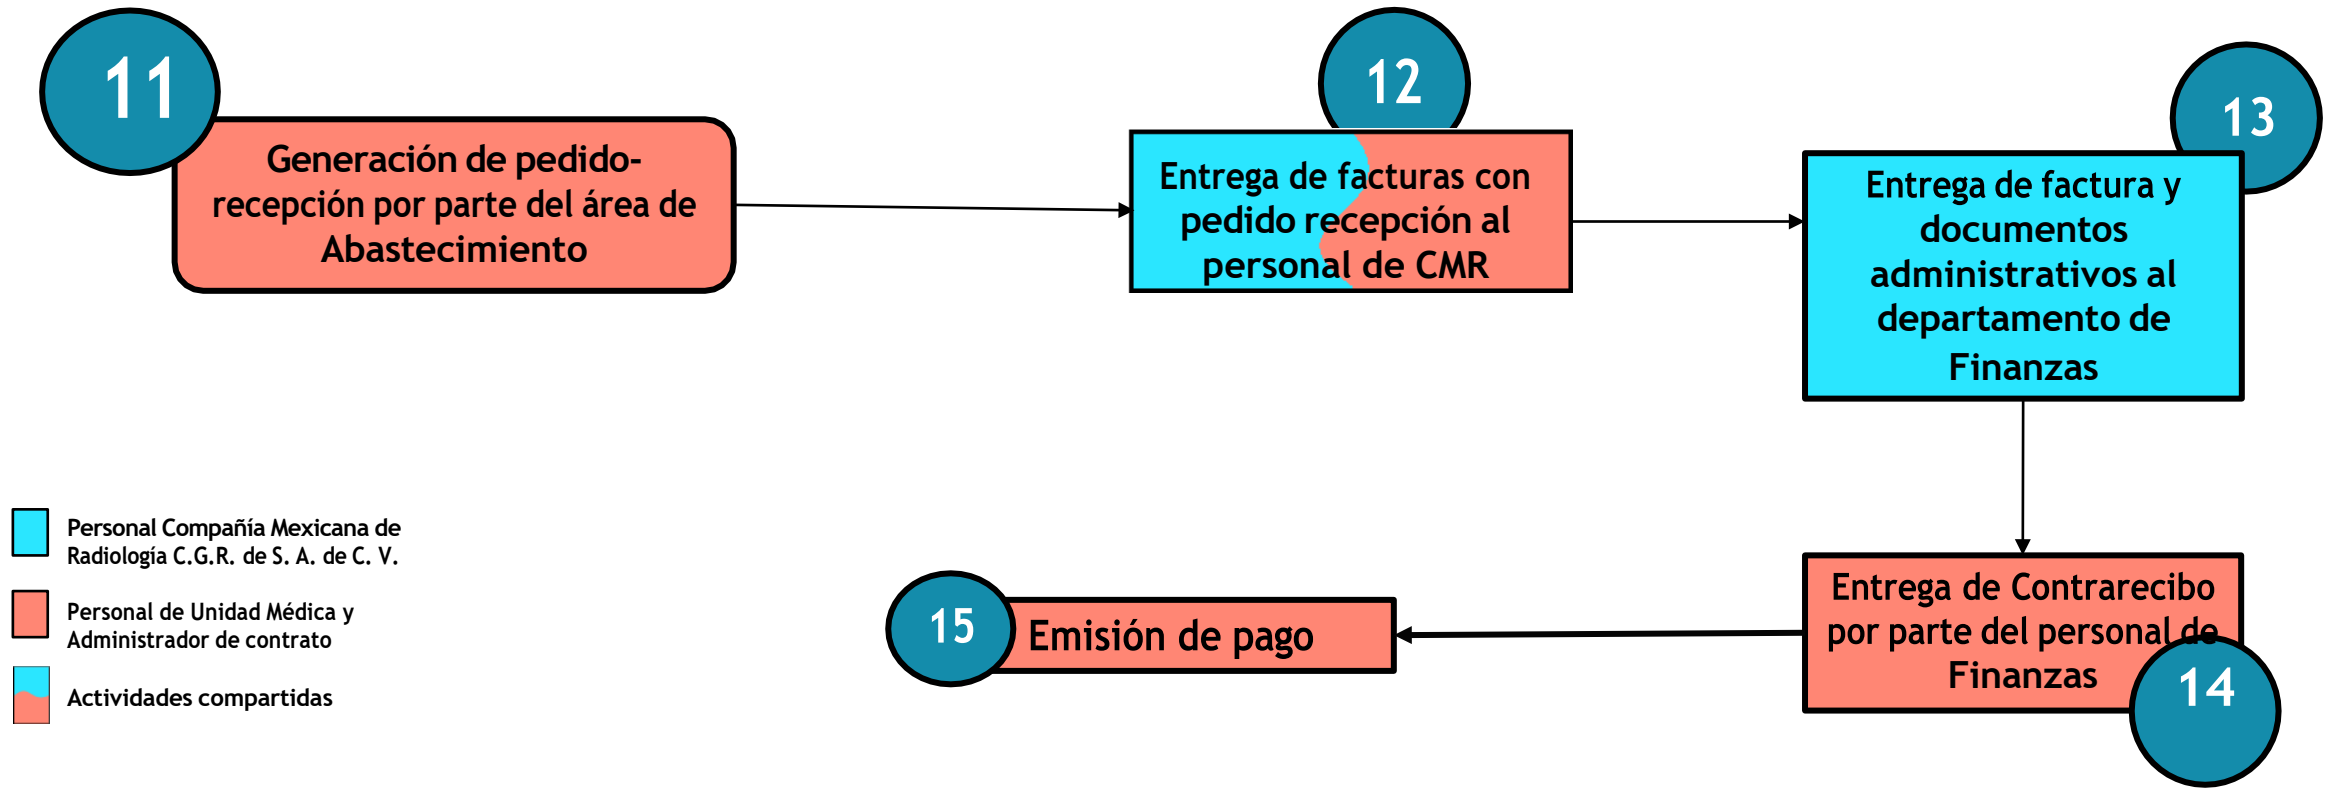 11
Generación de pedido-
recepción por parte del área de
Abastecimiento
12
Entrega de facturas con
pedido recepción al
personal de CMR
13
Entrega de factura y
documentos
administrativos al
departamento de
Finanzas
Entrega de Contrarecibo
por parte del personal de
Finanzas
14
15
Emisión de pago
Personal Compañía Mexicana de
Radiología C.G.R. de S. A. de C. V.
Personal de Unidad Médica y
Administrador de contrato
Actividades compartidas